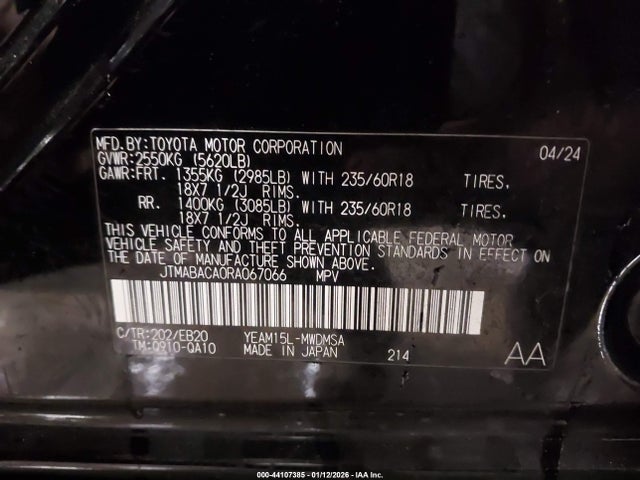 MFD.BY:TOYOTA MOTOR CORPORATION 04/24
GVWR:2550KG (5620LB)
GAWR:FRT. 1355KG (2985LB) WITH 235/60R18 TIRES,
18X7 1/2J RIMS.
RR. 1400KG (3085LB) WITH 235/60R18 TIRES,
18X7 1/2J RIMS.
THIS VEHICLE CONFORMS TO ALL APPLICABLE FEDERAL MOTOR
VEHICLE SAFETY AND THEFT PREVENTION STANDARDS IN EFFECT ON
THE DATE OF MANUFACTURE SHOWN ABOVE.
JTMABACA0RA067066 MPV
C/TR:202/EB20 YEAM15L-MWDMSA
TM:Q910-QA10 MADE IN JAPAN 214 AA
000-44107385 - 01/12/2026 - IAA Inc.